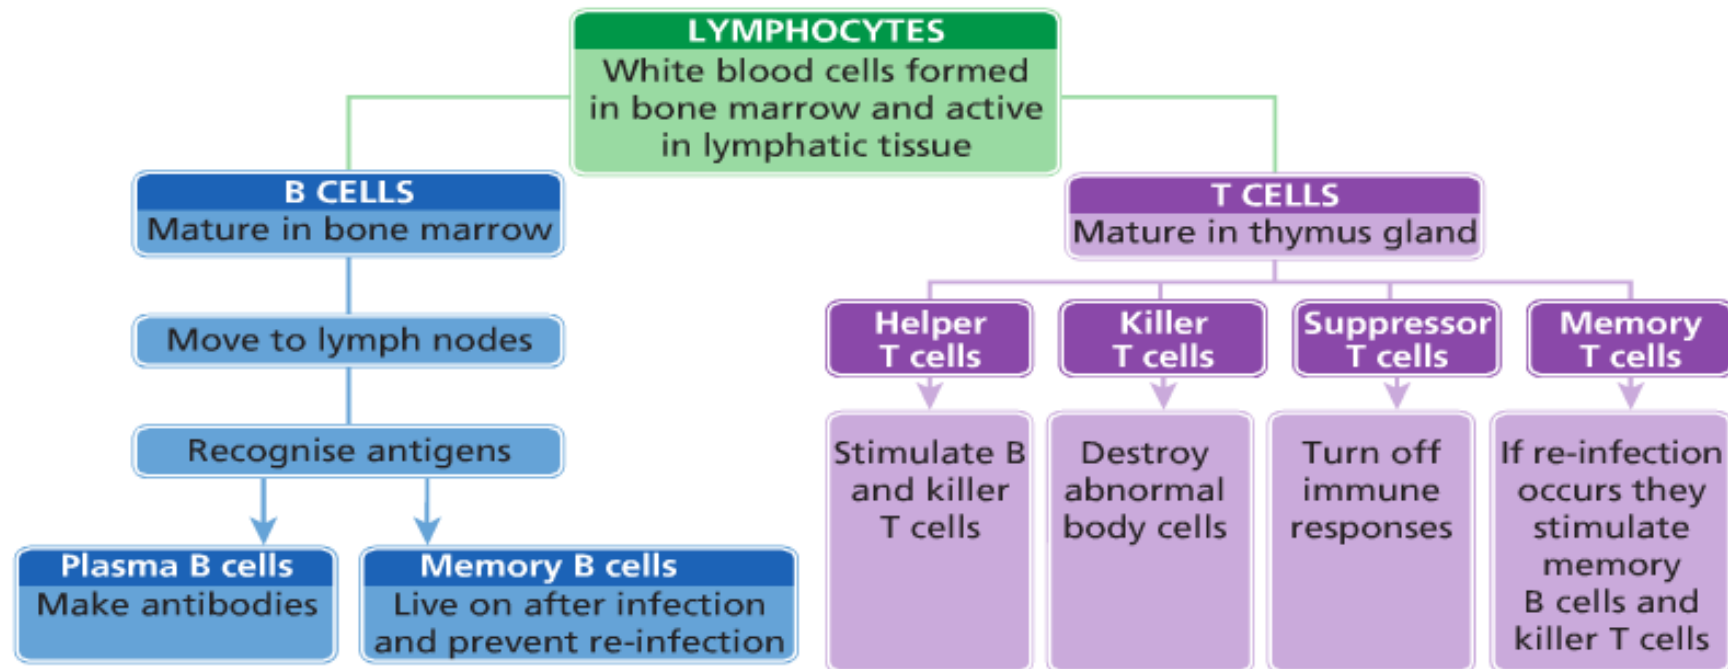 LYMPHOCYTES
White blood cells formed
in bone marrow and active
in lymphatic tissue
B CELLS
Mature in bone marrow
Move to lymph nodes
Recognise antigens
Plasma B cells
Make antibodies
Memory B cells
Live on after infection
and prevent re-infection
T CELLS
Mature in thymus gland
Helper
T cells
Stimulate B
and killer
T cells
Killer
T cells
Destroy
abnormal
body cells
Suppressor
T cells
Turn off
immune
responses
Memory
T cells
If re-infection
occurs they
stimulate
memory
B cells and
killer T cells